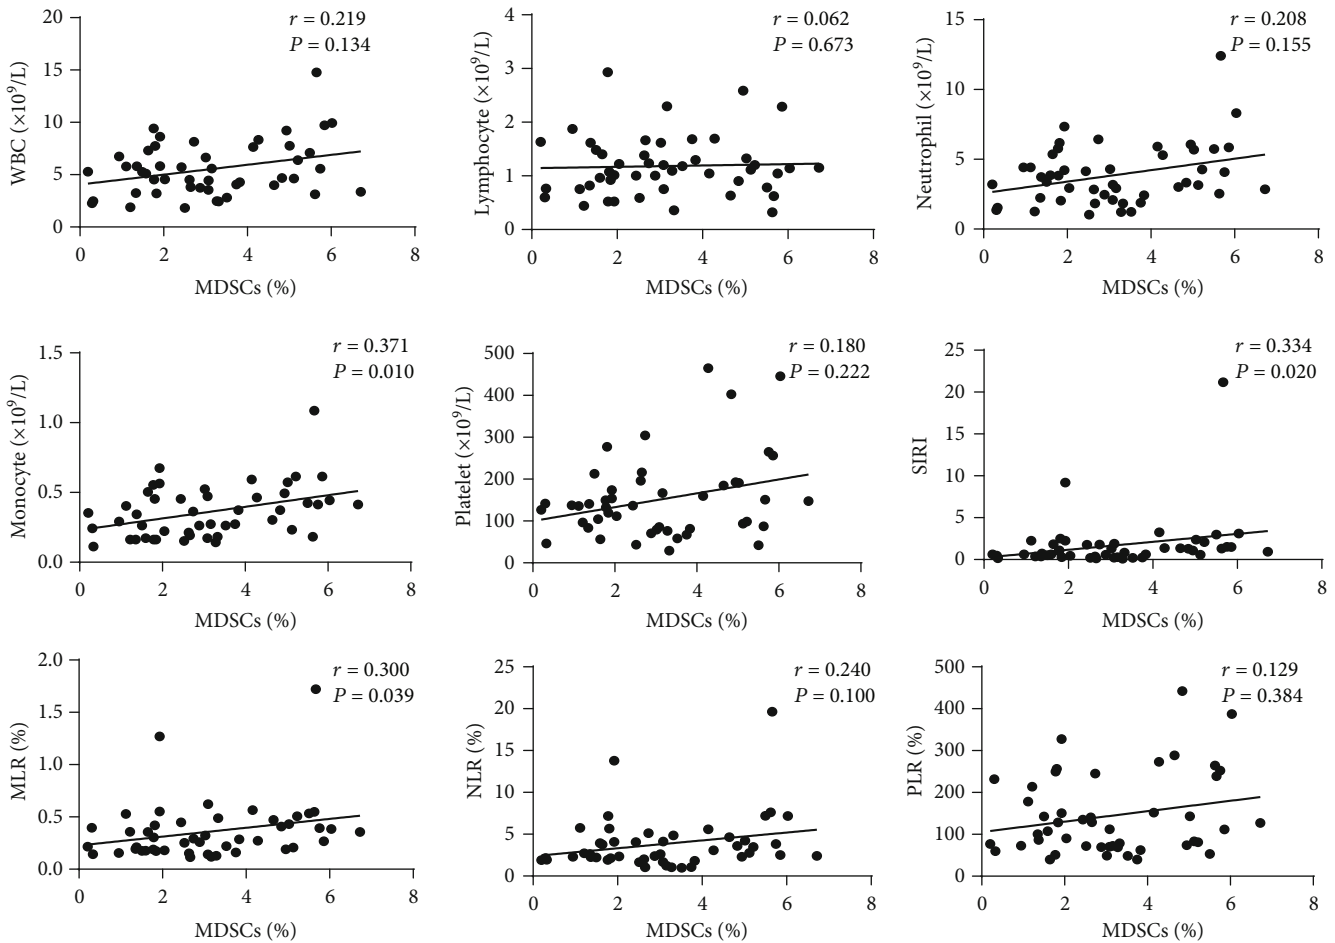 r = 0.219
P = 0.134
WBC (×10⁹/L)
20
15
10
5
0
0 2 4 6 8
MDSCs (%)
r = 0.062
P = 0.673
Lymphocyte (×10⁹/L)
4
3
2
1
0
0 2 4 6 8
MDSCs (%)
r = 0.208
P = 0.155
Neutrophil (×10⁹/L)
15
10
5
0
0 2 4 6 8
MDSCs (%)
r = 0.371
P = 0.010
Monocyte (×10⁹/L)
1.5
1.0
0.5
0.0
0 2 4 6 8
MDSCs (%)
r = 0.180
P = 0.222
Platelet (×10⁹/L)
500
400
300
200
100
0
0 2 4 6 8
MDSCs (%)
r = 0.334
P = 0.020
SIRI
25
20
15
10
5
0
0 2 4 6 8
MDSCs (%)
r = 0.300
P = 0.039
MLR (%)
2.0
1.5
1.0
0.5
0.0
0 2 4 6 8
MDSCs (%)
r = 0.240
P = 0.100
NLR (%)
25
20
15
10
5
0
0 2 4 6 8
MDSCs (%)
r = 0.129
P = 0.384
PLR (%)
500
400
300
200
100
0
0 2 4 6 8
MDSCs (%)